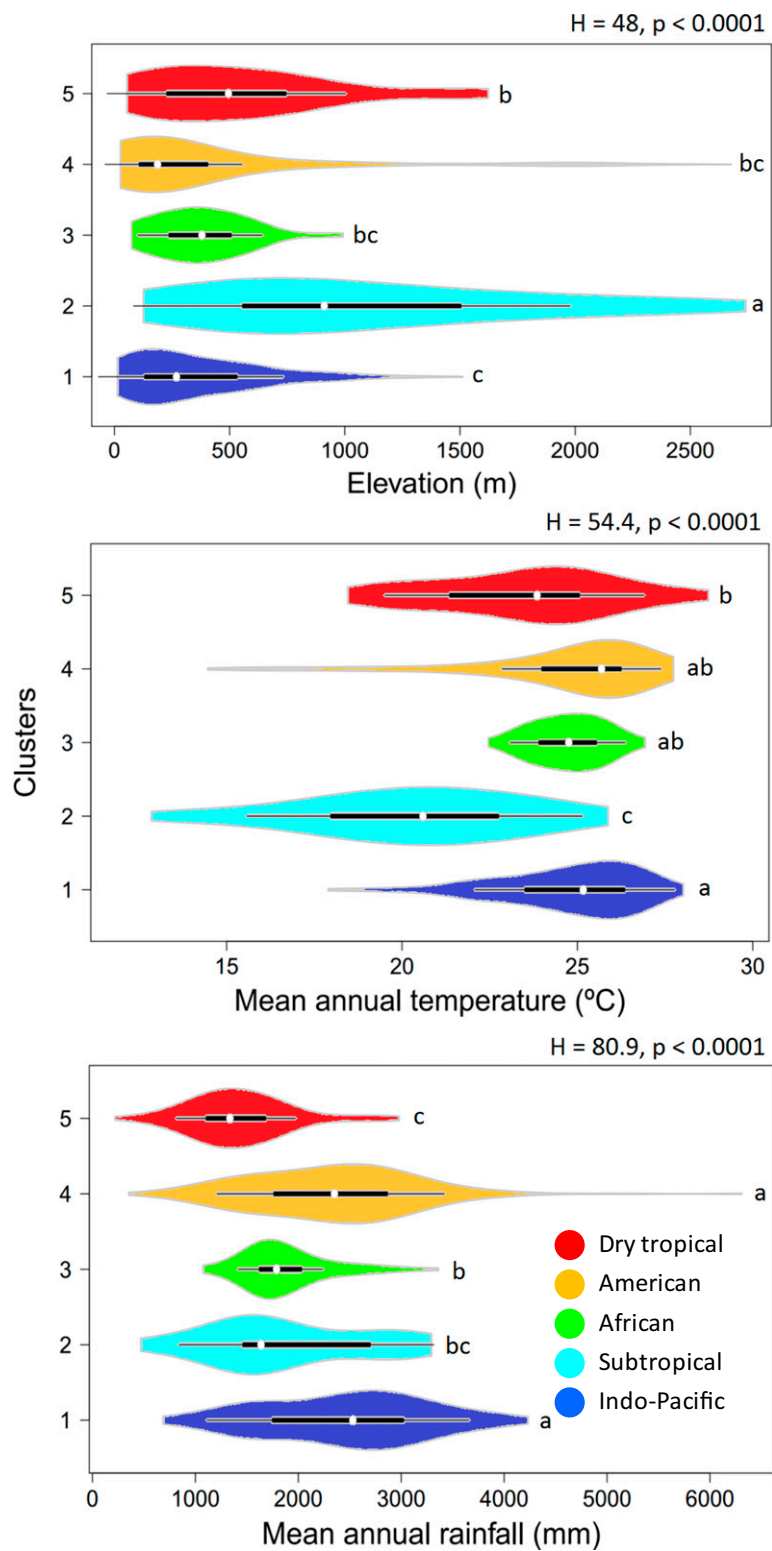 H = 48, p < 0.0001
5
b
4
bc
3
bc
2
a
1
c
0 500 1000 1500 2000 2500
Elevation (m)
H = 54.4, p < 0.0001
5
b
4
ab
3
ab
Clusters
2
c
1
a
15 20 25 30
Mean annual temperature (ºC)
H = 80.9, p < 0.0001
5
c
4
a
Dry tropical
3
b
American
African
2
bc
Subtropical
Indo-Pacific
1
a
0 1000 2000 3000 4000 5000 6000
Mean annual rainfall (mm)